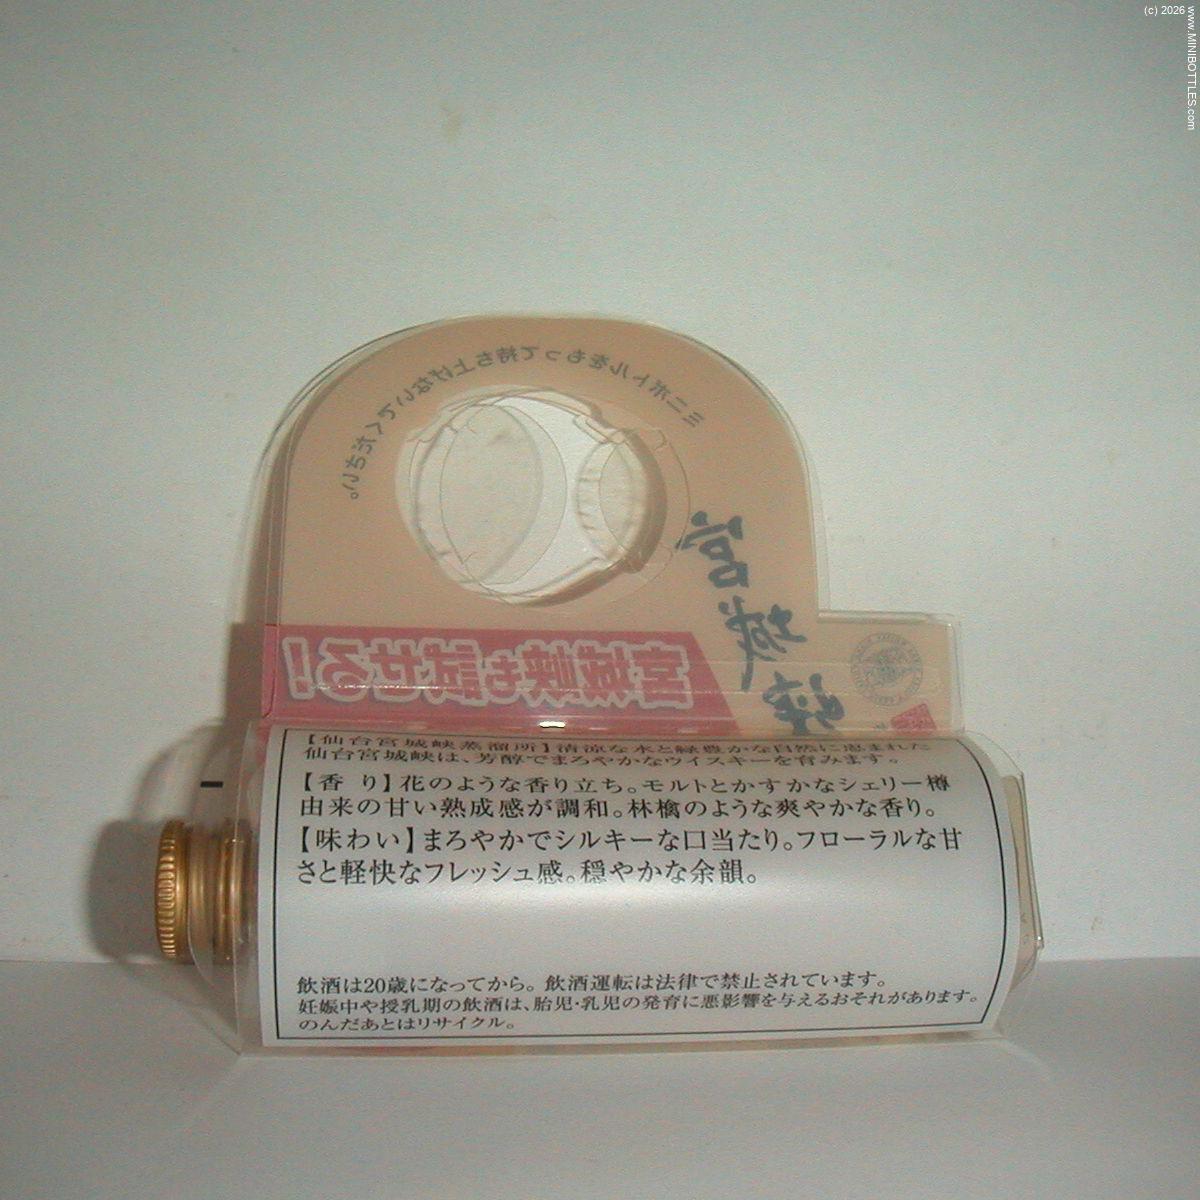 (c) 2026 www.MINIBOTTLES.com
ミニボトルをもって持ち上げないでください。
宮城峡
宮城峡も試せる!
【仙台宮城峡蒸溜所】清涼な水と緑豊かな自然に恵まれた
仙台宮城峡は、芳醇でまろやかなウイスキーを育みます。
【香 り】花のような香り立ち。モルトとかすかなシェリー樽
由来の甘い熟成感が調和。林檎のような爽やかな香り。
【味わい】まろやかでシルキーな口当たり。フローラルな甘
さと軽快なフレッシュ感。穏やかな余韻。
飲酒は20歳になってから。飲酒運転は法律で禁止されています。
妊娠中や授乳期の飲酒は、胎児・乳児の発育に悪影響を与えるおそれがあります。
のんだあとはリサイクル。